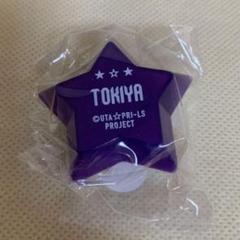 ★☆★
TOKIYA
©UTA☆PRI-LS
PROJECT